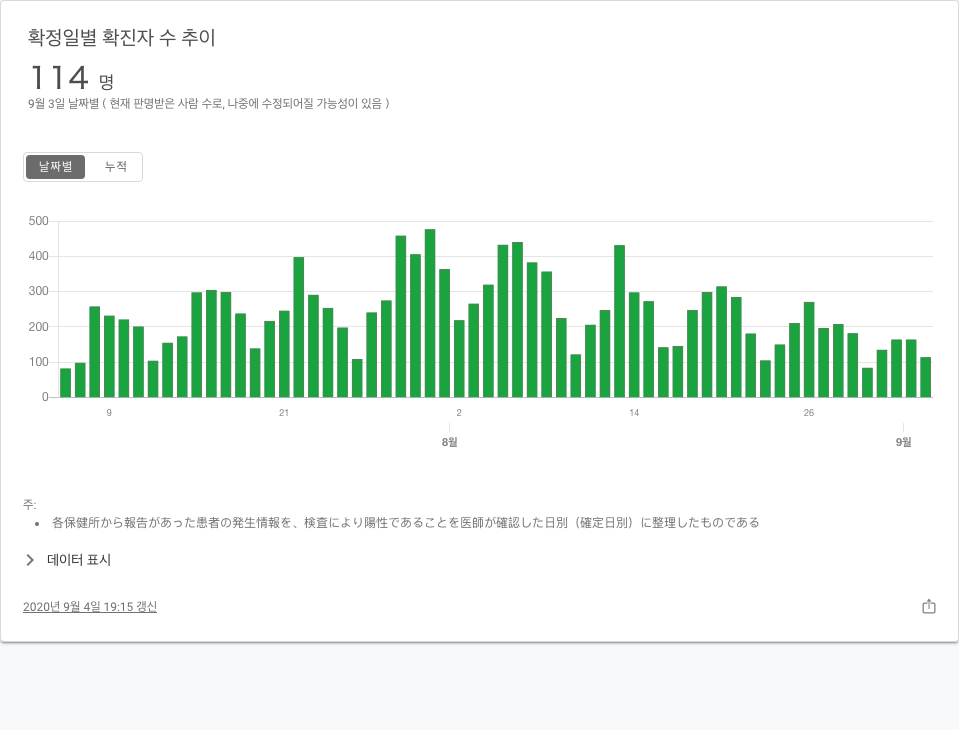 확정일별 확진자 수 추이
114 명
9월 3일 날짜별 ( 현재 판명받은 사람 수로, 나중에 수정되어질 가능성이 있음 )
날짜별 누적
500
400
300
200
100
0
9 21 2 14 26
8월 9월
주:
• 各保健所から報告があった患者の発生情報を、検査により陽性であることを医師が確認した日別（確定日別）に整理したものである
데이터 표시
2020년 9월 4일 19:15 갱신